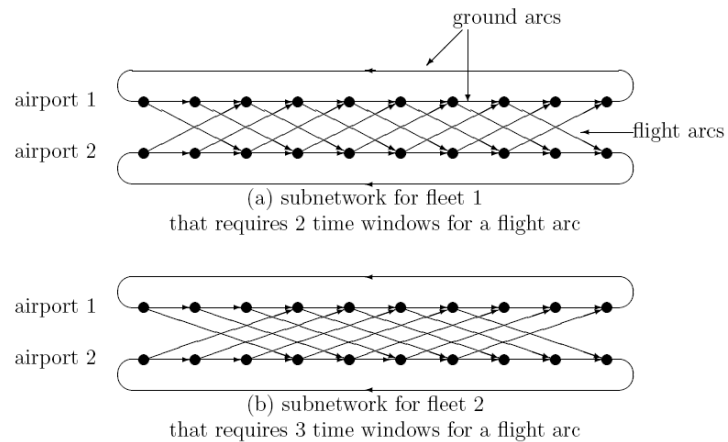 ground arcs
airport 1
flight arcs
airport 2
(a) subnetwork for fleet 1
that requires 2 time windows for a flight arc
airport 1
airport 2
(b) subnetwork for fleet 2
that requires 3 time windows for a flight arc